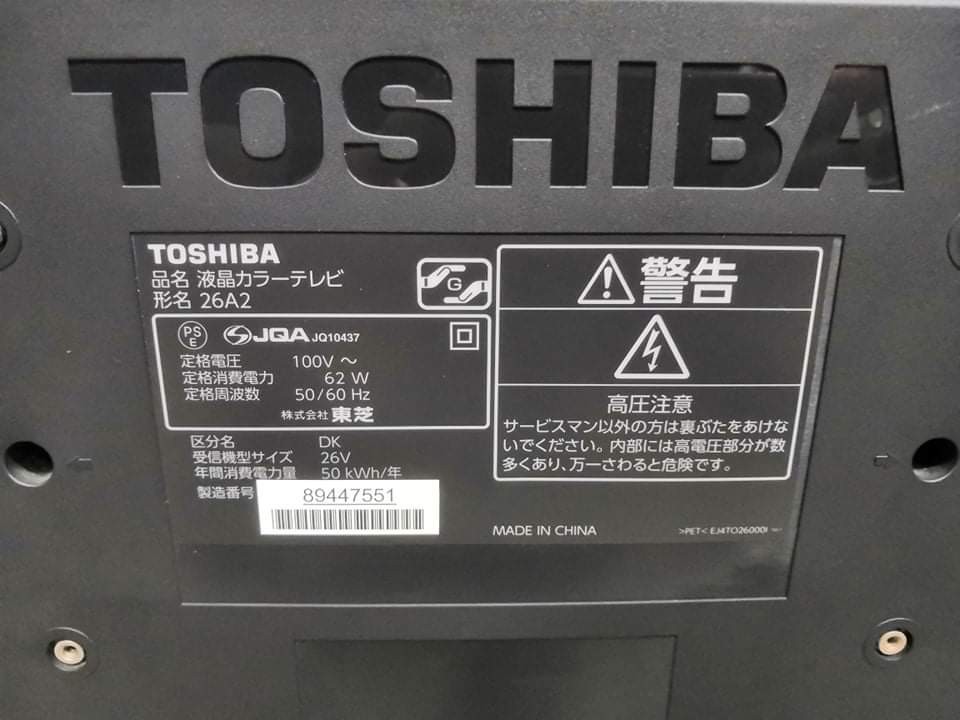 TOSHIBA
TOSHIBA
品名 液晶カラーテレビ
形名 26A2
G
PS
E
JQA JQ10437
定格電圧 100V ～
定格消費電力 62 W
定格周波数 50/60 Hz
株式会社 東芝
区分名 DK
受信機型サイズ 26V
年間消費電力量 50 kWh/年
製造番号 89447551
警告
高圧注意
サービスマン以外の方は裏ぶたをあけな
いでください。内部には高電圧部分が数
多くあり、万一さわると危険です。
MADE IN CHINA
>PET< EJ4TO26000I